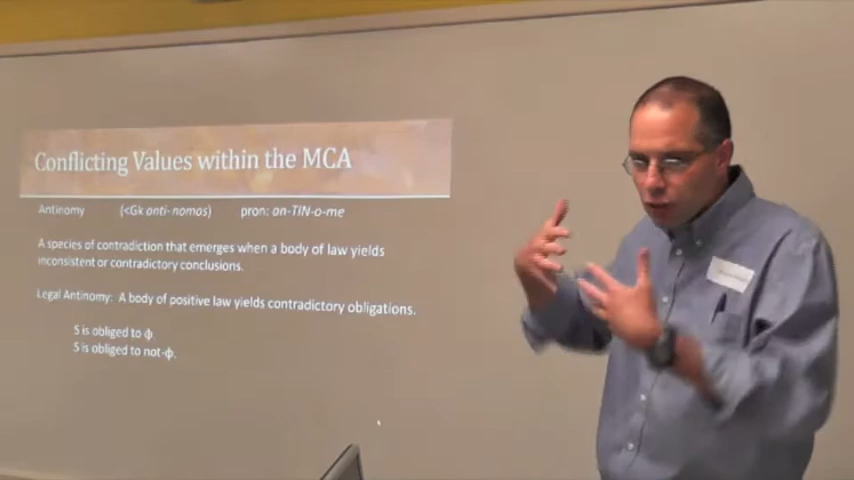 Conflicting Values within the MCA
Antinomy (<Gk anti- nomos) pron: an-TIN-o-me
A species of contradiction that emerges when a body of law yields
inconsistent or contradictory conclusions.
Legal Antinomy: A body of positive law yields contradictory obligations.
S is obliged to ϕ.
S is obliged to not-ϕ.